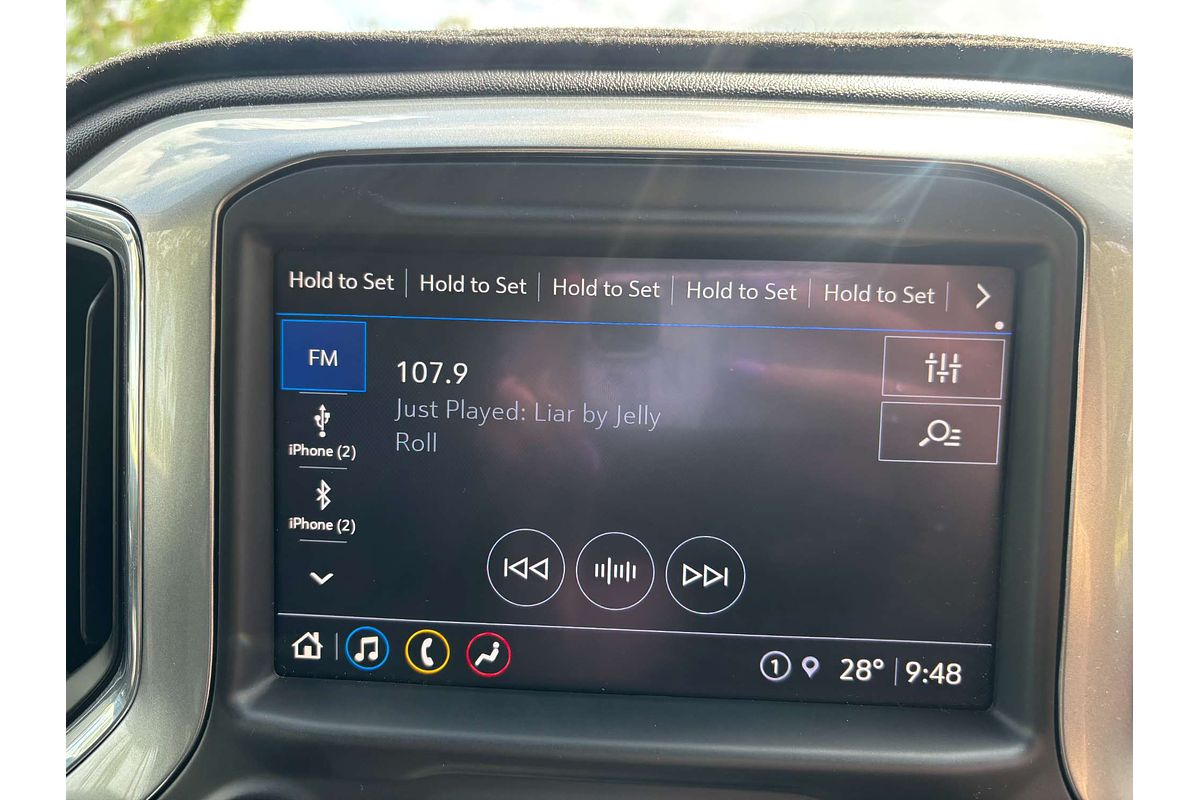 Hold to Set Hold to Set Hold to Set Hold to Set Hold to Set
FM
107.9
Just Played: Liar by Jelly
Roll
iPhone (2)
iPhone (2)
1 28° 9:48